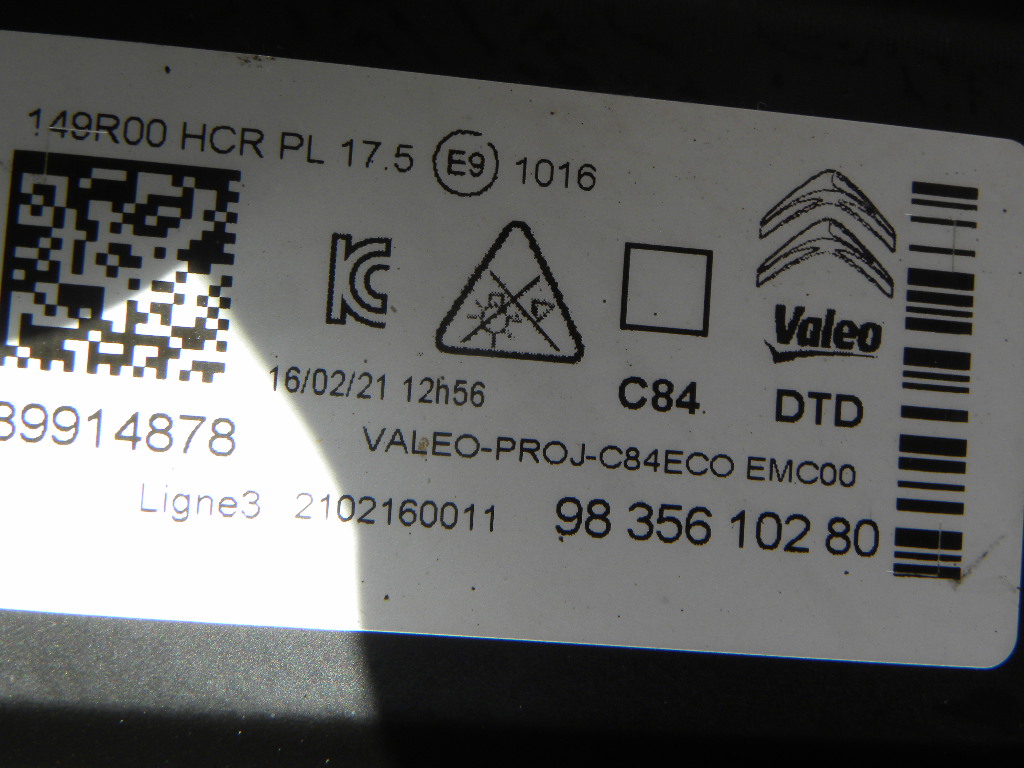 149R00 HCR PL 17.5 E9 1016
KC
Valeo
16/02/21 12h56
C84
DTD
89914878
VALEO-PROJ-C84ECO EMC00
Ligne3 2102160011
98 356 102 80